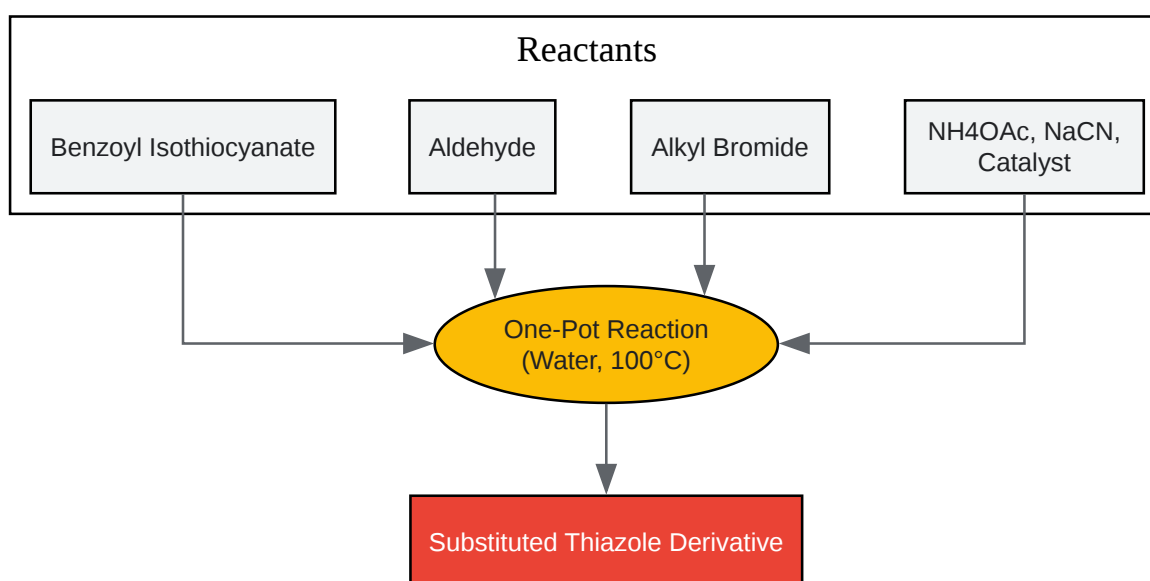 Reactants
Benzoyl Isothiocyanate
Aldehyde
Alkyl Bromide
NH4OAc, NaCN,
Catalyst
One-Pot Reaction
(Water, 100°C)
Substituted Thiazole Derivative